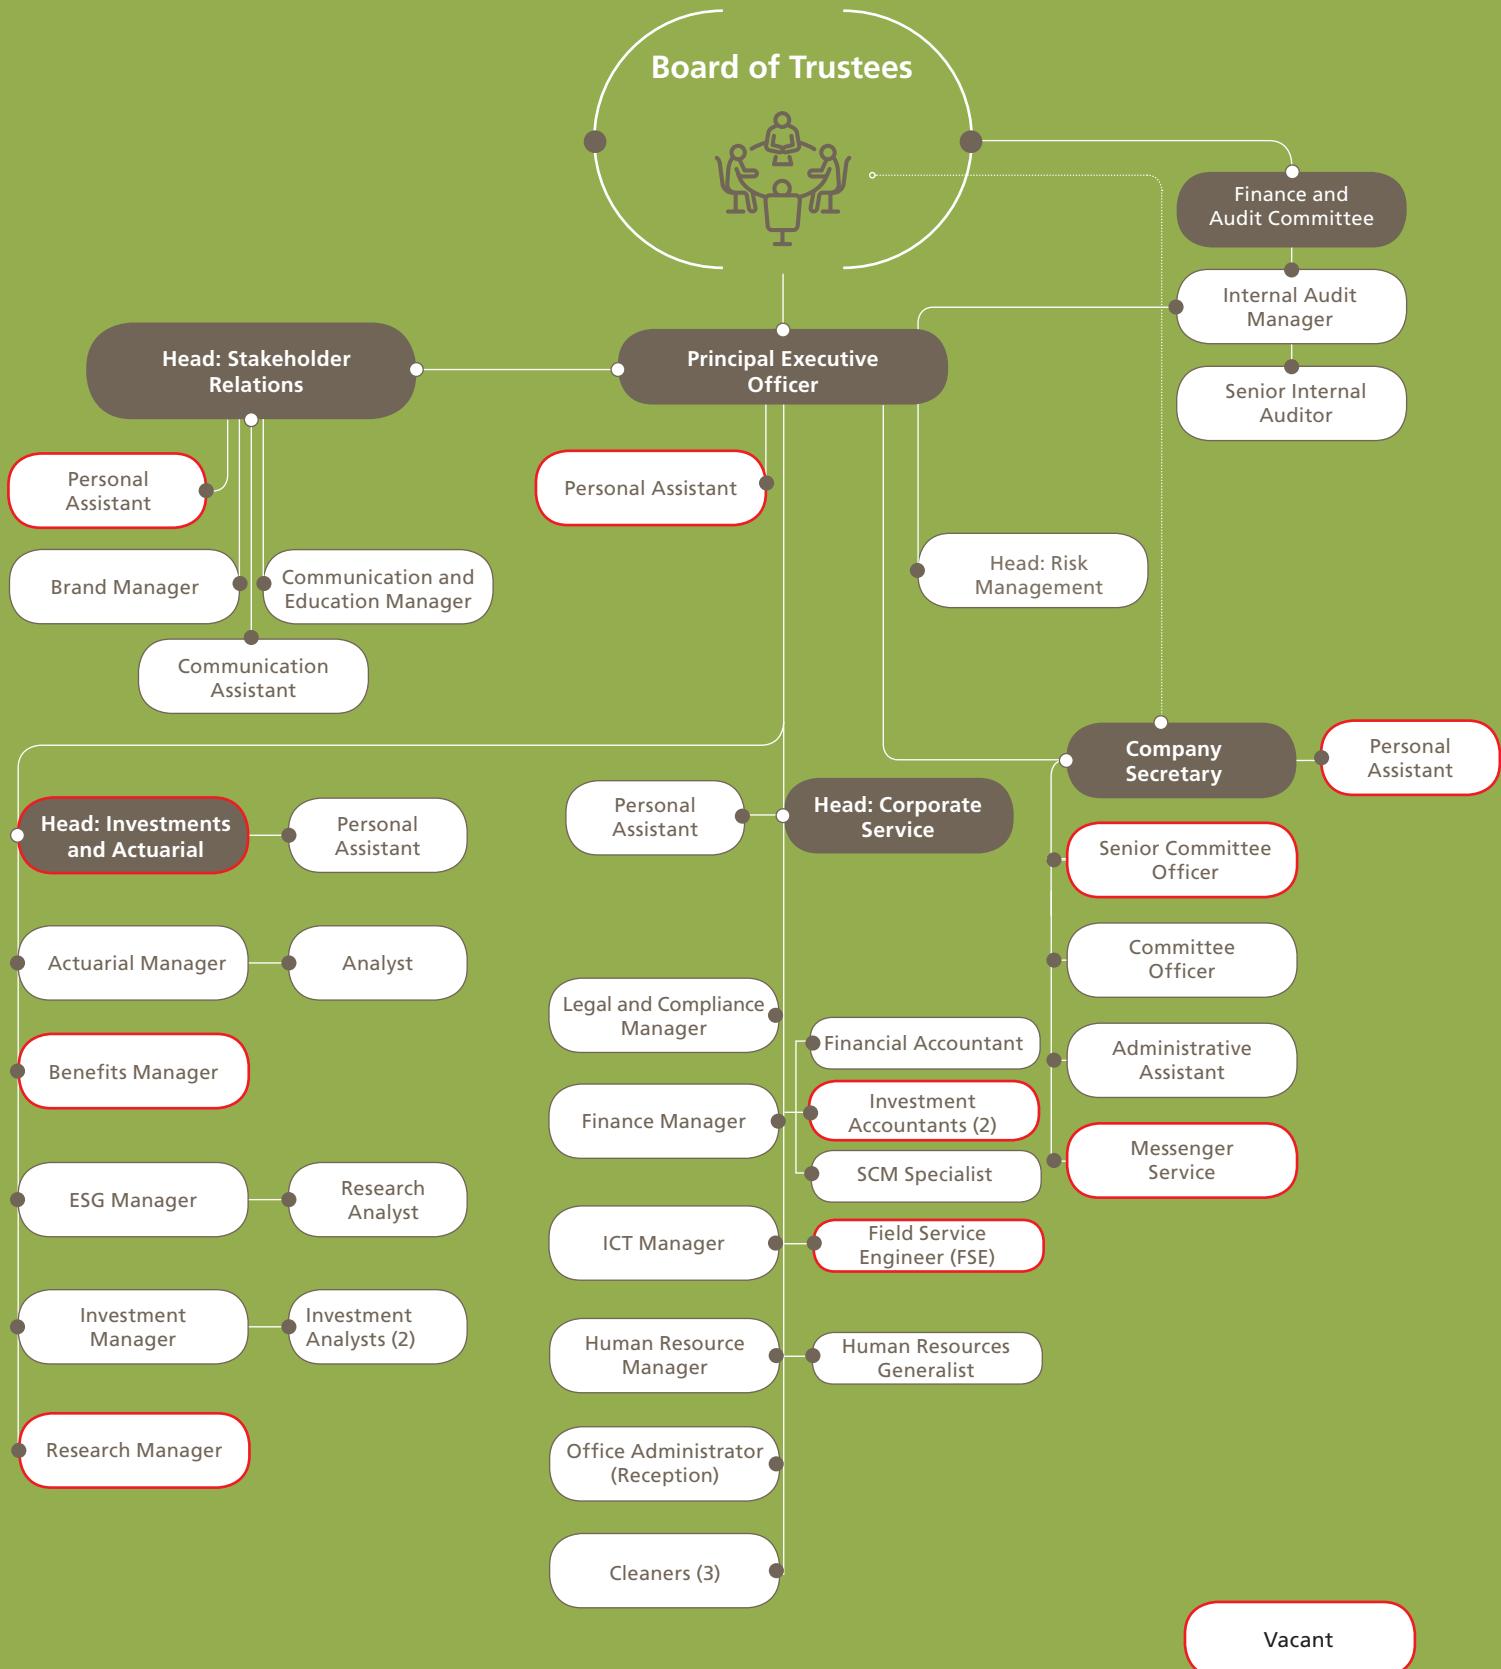 Board of Trustees
Finance and
Audit Committee
Internal Audit
Manager
Senior Internal
Auditor
Head: Stakeholder
Relations
Principal Executive
Officer
Personal
Assistant
Personal Assistant
Brand Manager
Communication and
Education Manager
Communication
Assistant
Head: Risk
Management
Company
Secretary
Personal
Assistant
Head: Investments
and Actuarial
Personal
Assistant
Personal
Assistant
Head: Corporate
Service
Senior Committee
Officer
Actuarial Manager
Analyst
Committee
Officer
Legal and Compliance
Manager
Financial Accountant
Administrative
Assistant
Benefits Manager
Finance Manager
Investment
Accountants (2)
SCM Specialist
Messenger
Service
ESG Manager
Research
Analyst
ICT Manager
Field Service
Engineer (FSE)
Investment
Manager
Investment
Analysts (2)
Human Resource
Manager
Human Resources
Generalist
Research Manager
Office Administrator
(Reception)
Cleaners (3)
Vacant